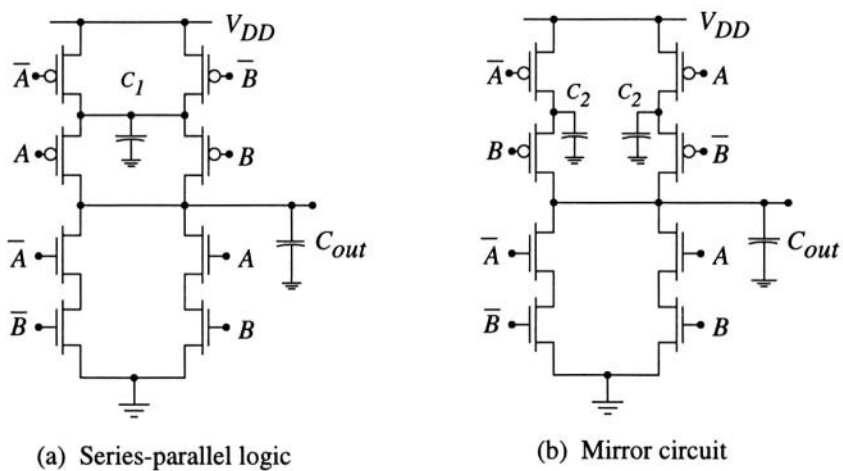 V_DD
A̅
B̅
C_1
A
B
A̅
A
C_out
B̅
B
(a) Series-parallel logic
V_DD
A̅
A
C_2
C_2
B
B̅
A̅
A
C_out
B̅
B
(b) Mirror circuit